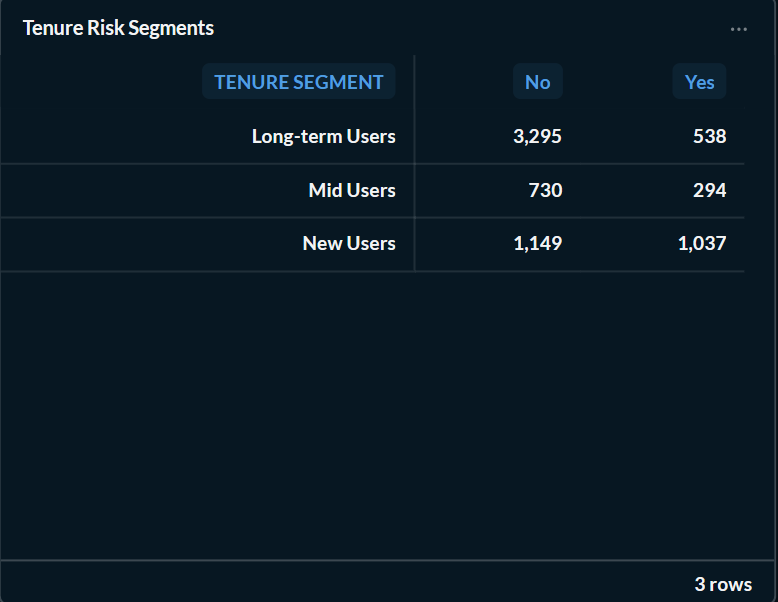 Tenure Risk Segments
TENURE SEGMENT No Yes
Long-term Users 3,295 538
Mid Users 730 294
New Users 1,149 1,037
3 rows